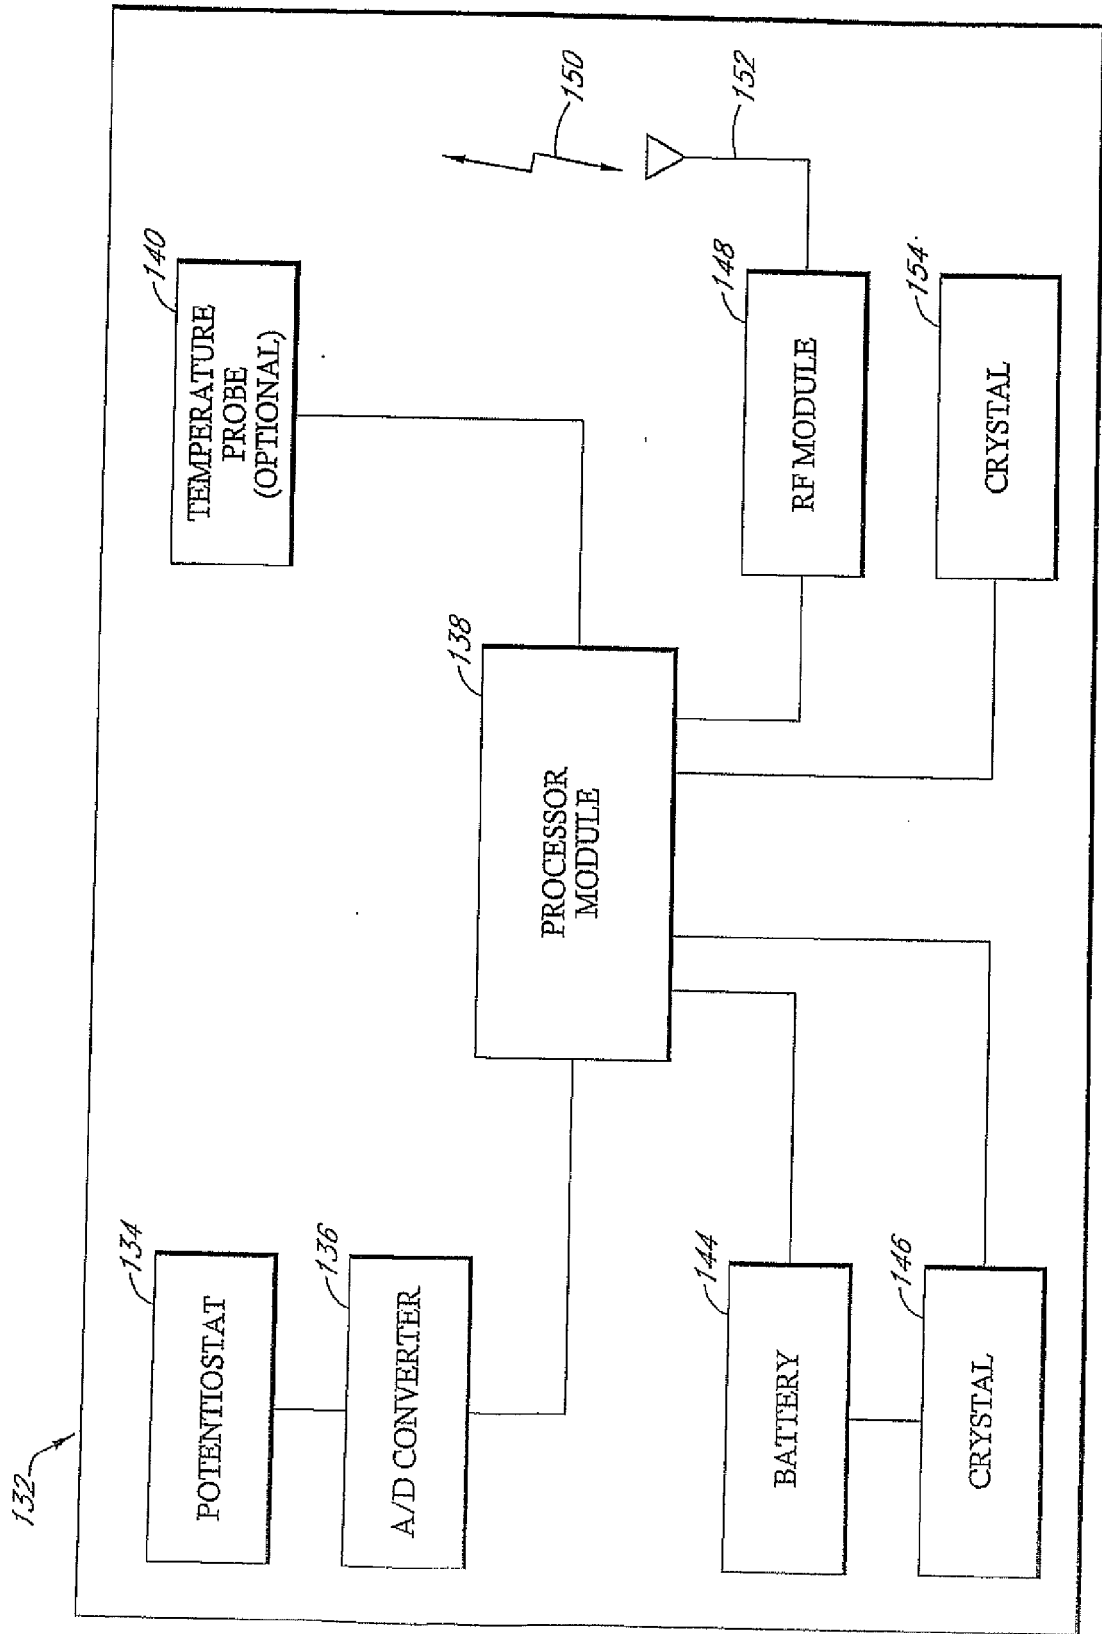 132
134
POTENTIOSTAT
136
A/D CONVERTER
140
TEMPERATURE
PROBE
(OPTIONAL)
138
PROCESSOR
MODULE
150
152
144
BATTERY
146
CRYSTAL
148
RF MODULE
154
CRYSTAL